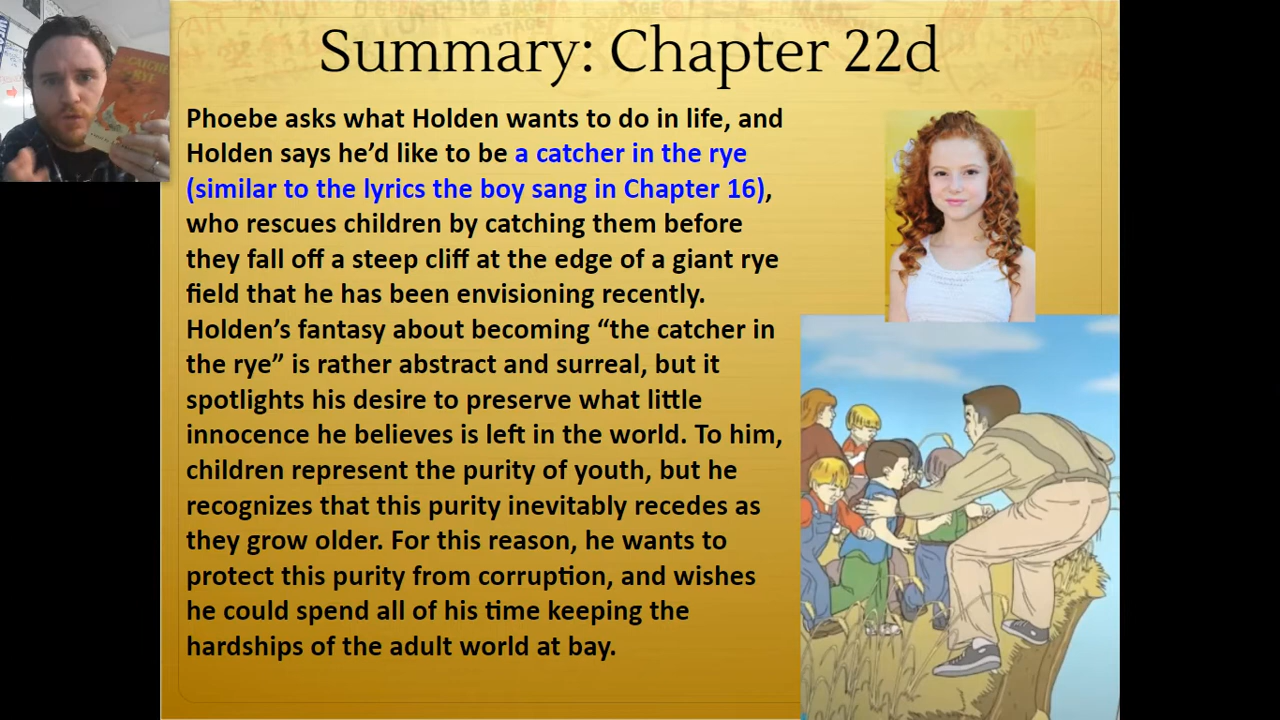 Summary: Chapter 22d
CATCHER
RYE
Phoebe asks what Holden wants to do in life, and
Holden says he’d like to be a catcher in the rye
(similar to the lyrics the boy sang in Chapter 16),
who rescues children by catching them before
they fall off a steep cliff at the edge of a giant rye
field that he has been envisioning recently.
Holden’s fantasy about becoming “the catcher in
the rye” is rather abstract and surreal, but it
spotlights his desire to preserve what little
innocence he believes is left in the world. To him,
children represent the purity of youth, but he
recognizes that this purity inevitably recedes as
they grow older. For this reason, he wants to
protect this purity from corruption, and wishes
he could spend all of his time keeping the
hardships of the adult world at bay.